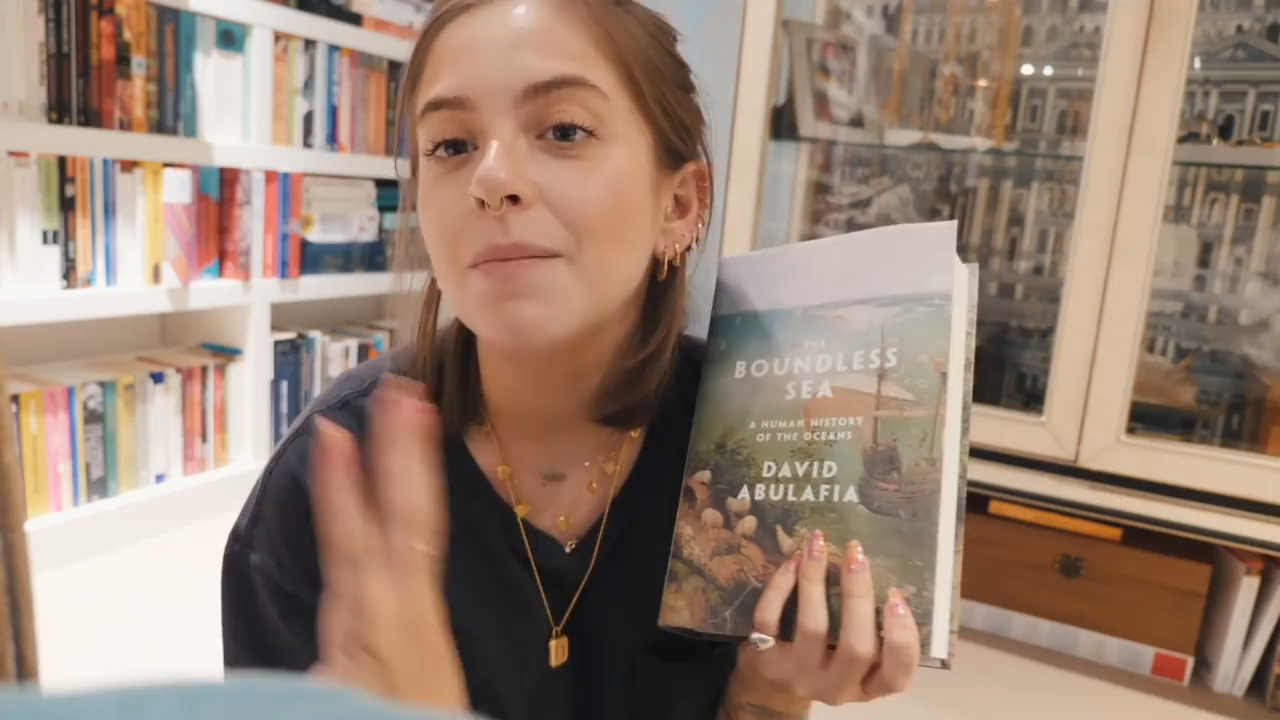 THE
BOUNDLESS
SEA
A HUMAN HISTORY
OF THE OCEANS
DAVID
ABULAFIA